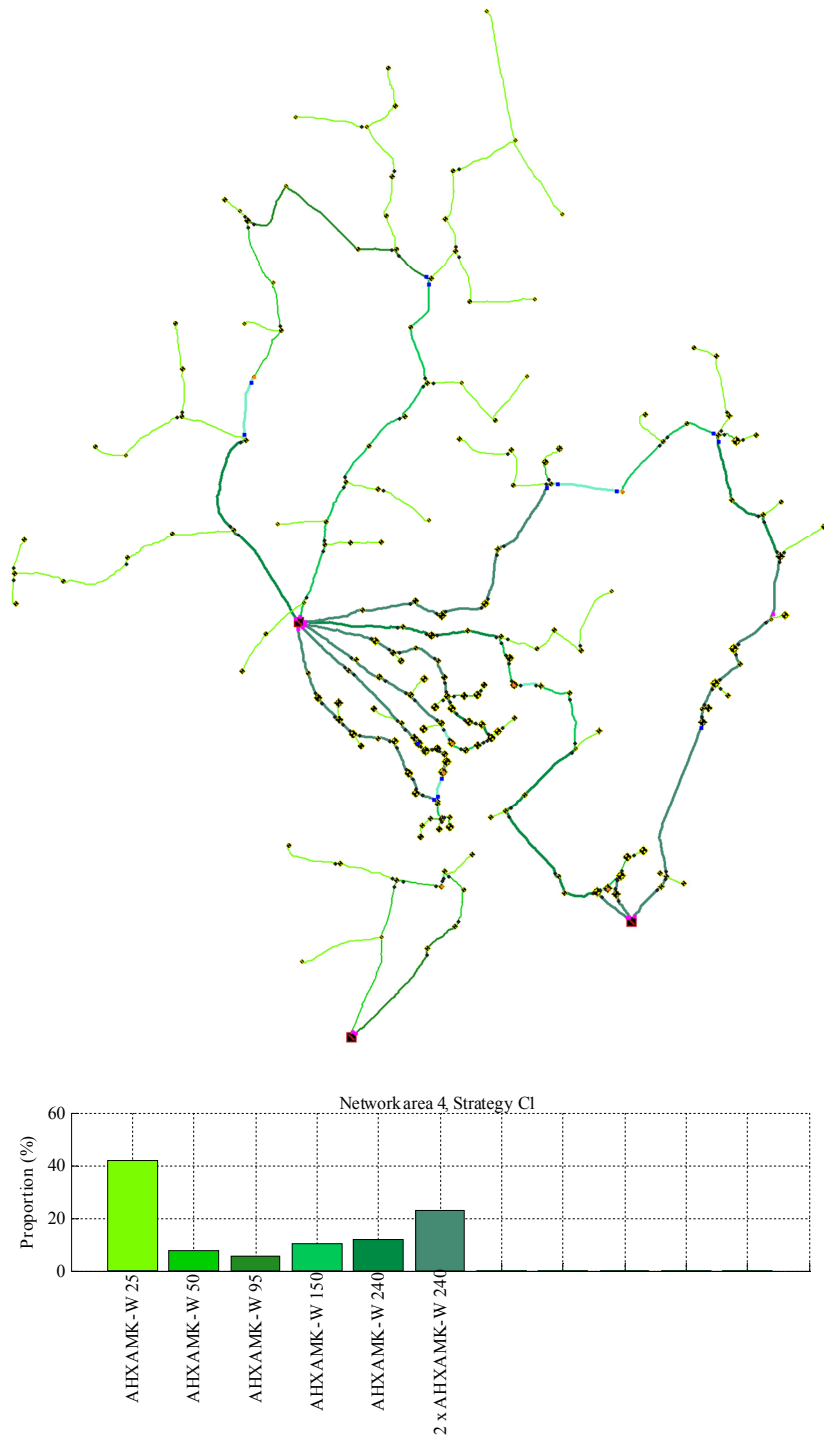 Network area 4, Strategy C1
Proportion (%)
60
40
20
0
AHXAMK-W 25
AHXAMK-W 50
AHXAMK-W 95
AHXAMK-W 150
AHXAMK-W 240
2 x AHXAMK-W 240